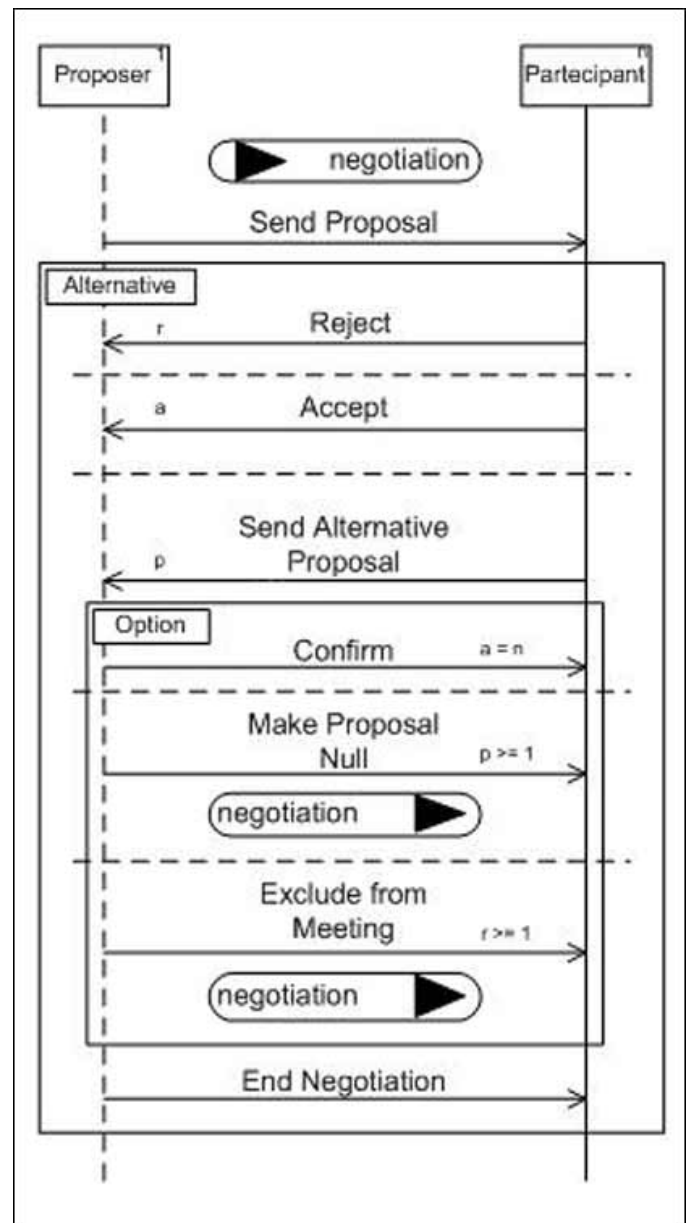 Proposer 1
Partecipant n
negotiation
Send Proposal
Alternative
r Reject
a Accept
Send Alternative
p Proposal
Option
Confirm a = n
Make Proposal
Null p >= 1
negotiation
Exclude from
Meeting r >= 1
negotiation
End Negotiation